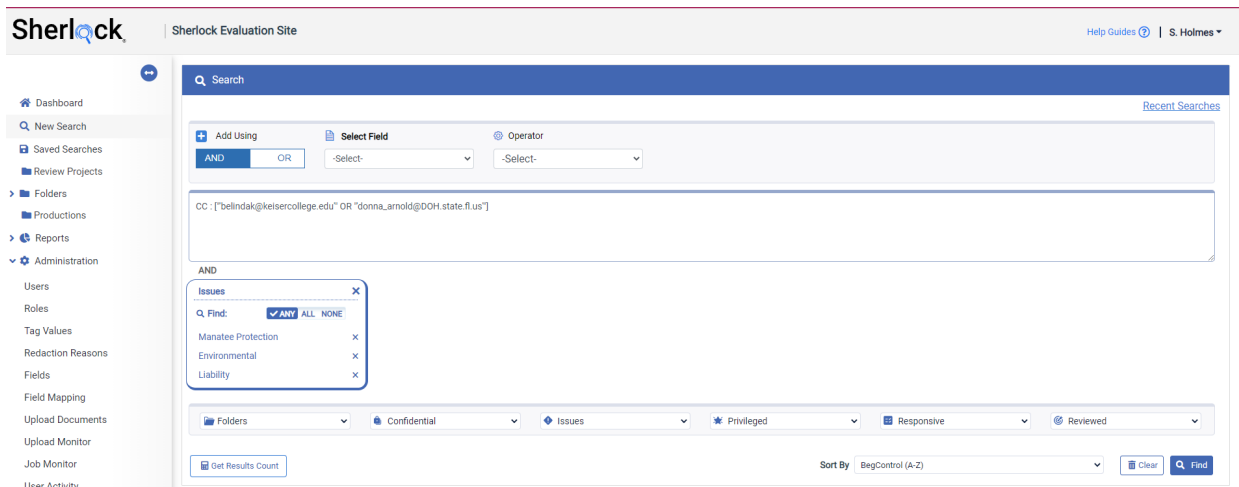 Sherlock®
Sherlock Evaluation Site
Help Guides ? | S. Holmes
Dashboard
New Search
Saved Searches
Review Projects
Folders
Productions
Reports
Administration
Users
Roles
Tag Values
Redaction Reasons
Fields
Field Mapping
Upload Documents
Upload Monitor
Job Monitor
User Activity
Search
Recent Searches
Add Using
Select Field
Operator
AND OR
-Select-
-Select-
CC : ["belindak@keisercollege.edu" OR "donna_arnold@DOH.state.fl.us"]
AND
Issues
Find: ANY ALL NONE
Manatee Protection
Environmental
Liability
Folders
Confidential
Issues
Privileged
Responsive
Reviewed
Get Results Count
Sort By BegControl (A-Z)
Clear
Find